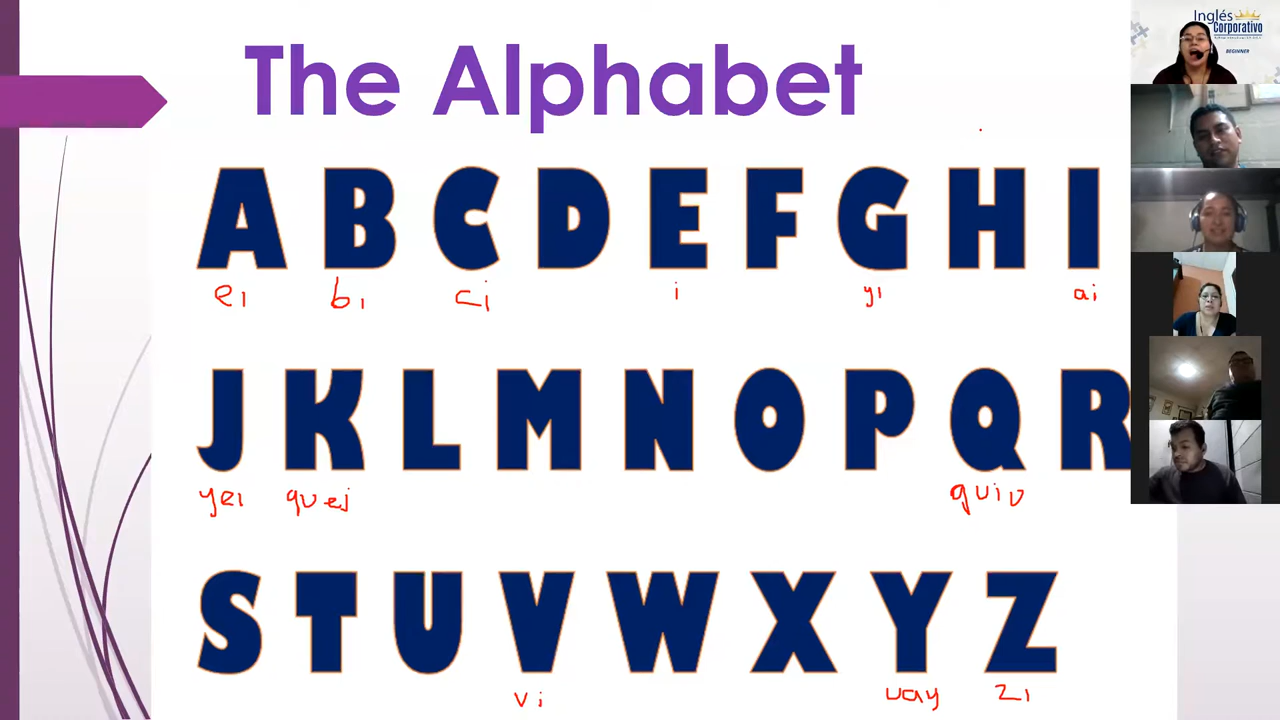 The Alphabet
Inglés
Corporativo
BEGINNER
A B C D E F G H I
ei bi ci i yi ai
J K L M N O P Q R
yei quei quiu
S T U V W X Y Z
vi uay zi